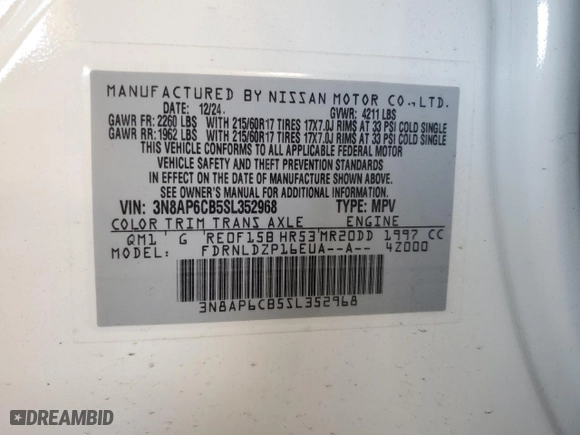 MANUFACTURED BY NISSAN MOTOR CO.,LTD.
DATE: 12/24. GVWR: 4211 LBS
GAWR FR: 2260 LBS WITH 215/60R17 TIRES 17X7.0J RIMS AT 33 PSI COLD SINGLE
GAWR RR: 1962 LBS WITH 215/60R17 TIRES 17X7.0J RIMS AT 33 PSI COLD SINGLE
THIS VEHICLE CONFORMS TO ALL APPLICABLE FEDERAL MOTOR
VEHICLE SAFETY AND THEFT PREVENTION STANDARDS
IN EFFECT ON THE DATE OF MANUFACTURE SHOWN ABOVE.
SEE OWNER'S MANUAL FOR ADDITIONAL INFORMATION.
VIN: 3N8AP6CB5SL352968 TYPE: MPV
COLOR TRIM TRANS AXLE ENGINE
QM1 G RE0F15B HR53 MR20DD 1997 CC
MODEL: FDRNLDZP16EUA--A-- 42000
3N8AP6CB5SL352968
DREAMBID